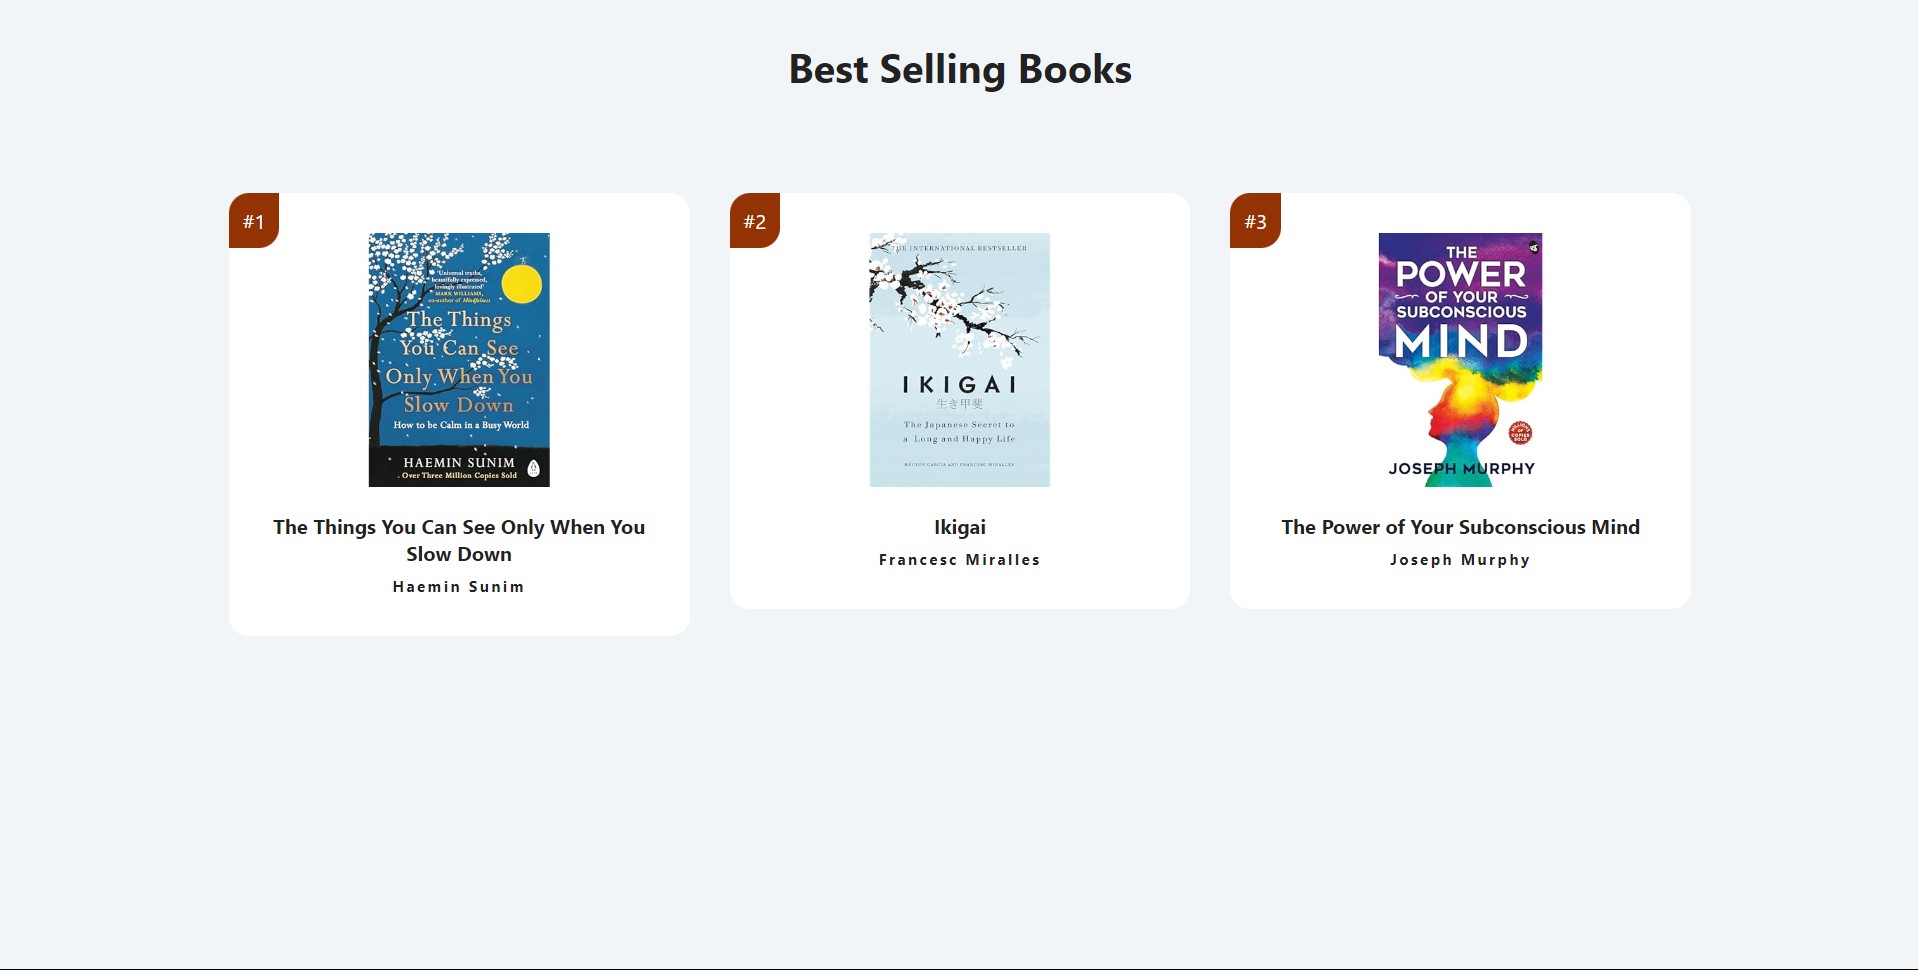 Best Selling Books
#1
'Universal truths,
beautifully expressed,
lovingly illustrated'
MARK WILLIAMS,
co-author of Mindfulness
The Things
You Can See
Only When You
Slow Down
How to be Calm in a Busy World
HAEMIN SUNIM
Over Three Million Copies Sold
The Things You Can See Only When You
Slow Down
Haemin Sunim
#2
THE INTERNATIONAL BESTSELLER
IKIGAI
生き甲斐
The Japanese Secret to
a Long and Happy Life
HÉCTOR GARCÍA AND FRANCESC MIRALLES
Ikigai
Francesc Miralles
#3
THE
POWER
OF YOUR
SUBCONSCIOUS
MIND
MILLIONS
OF
COPIES
SOLD
JOSEPH MURPHY
The Power of Your Subconscious Mind
Joseph Murphy